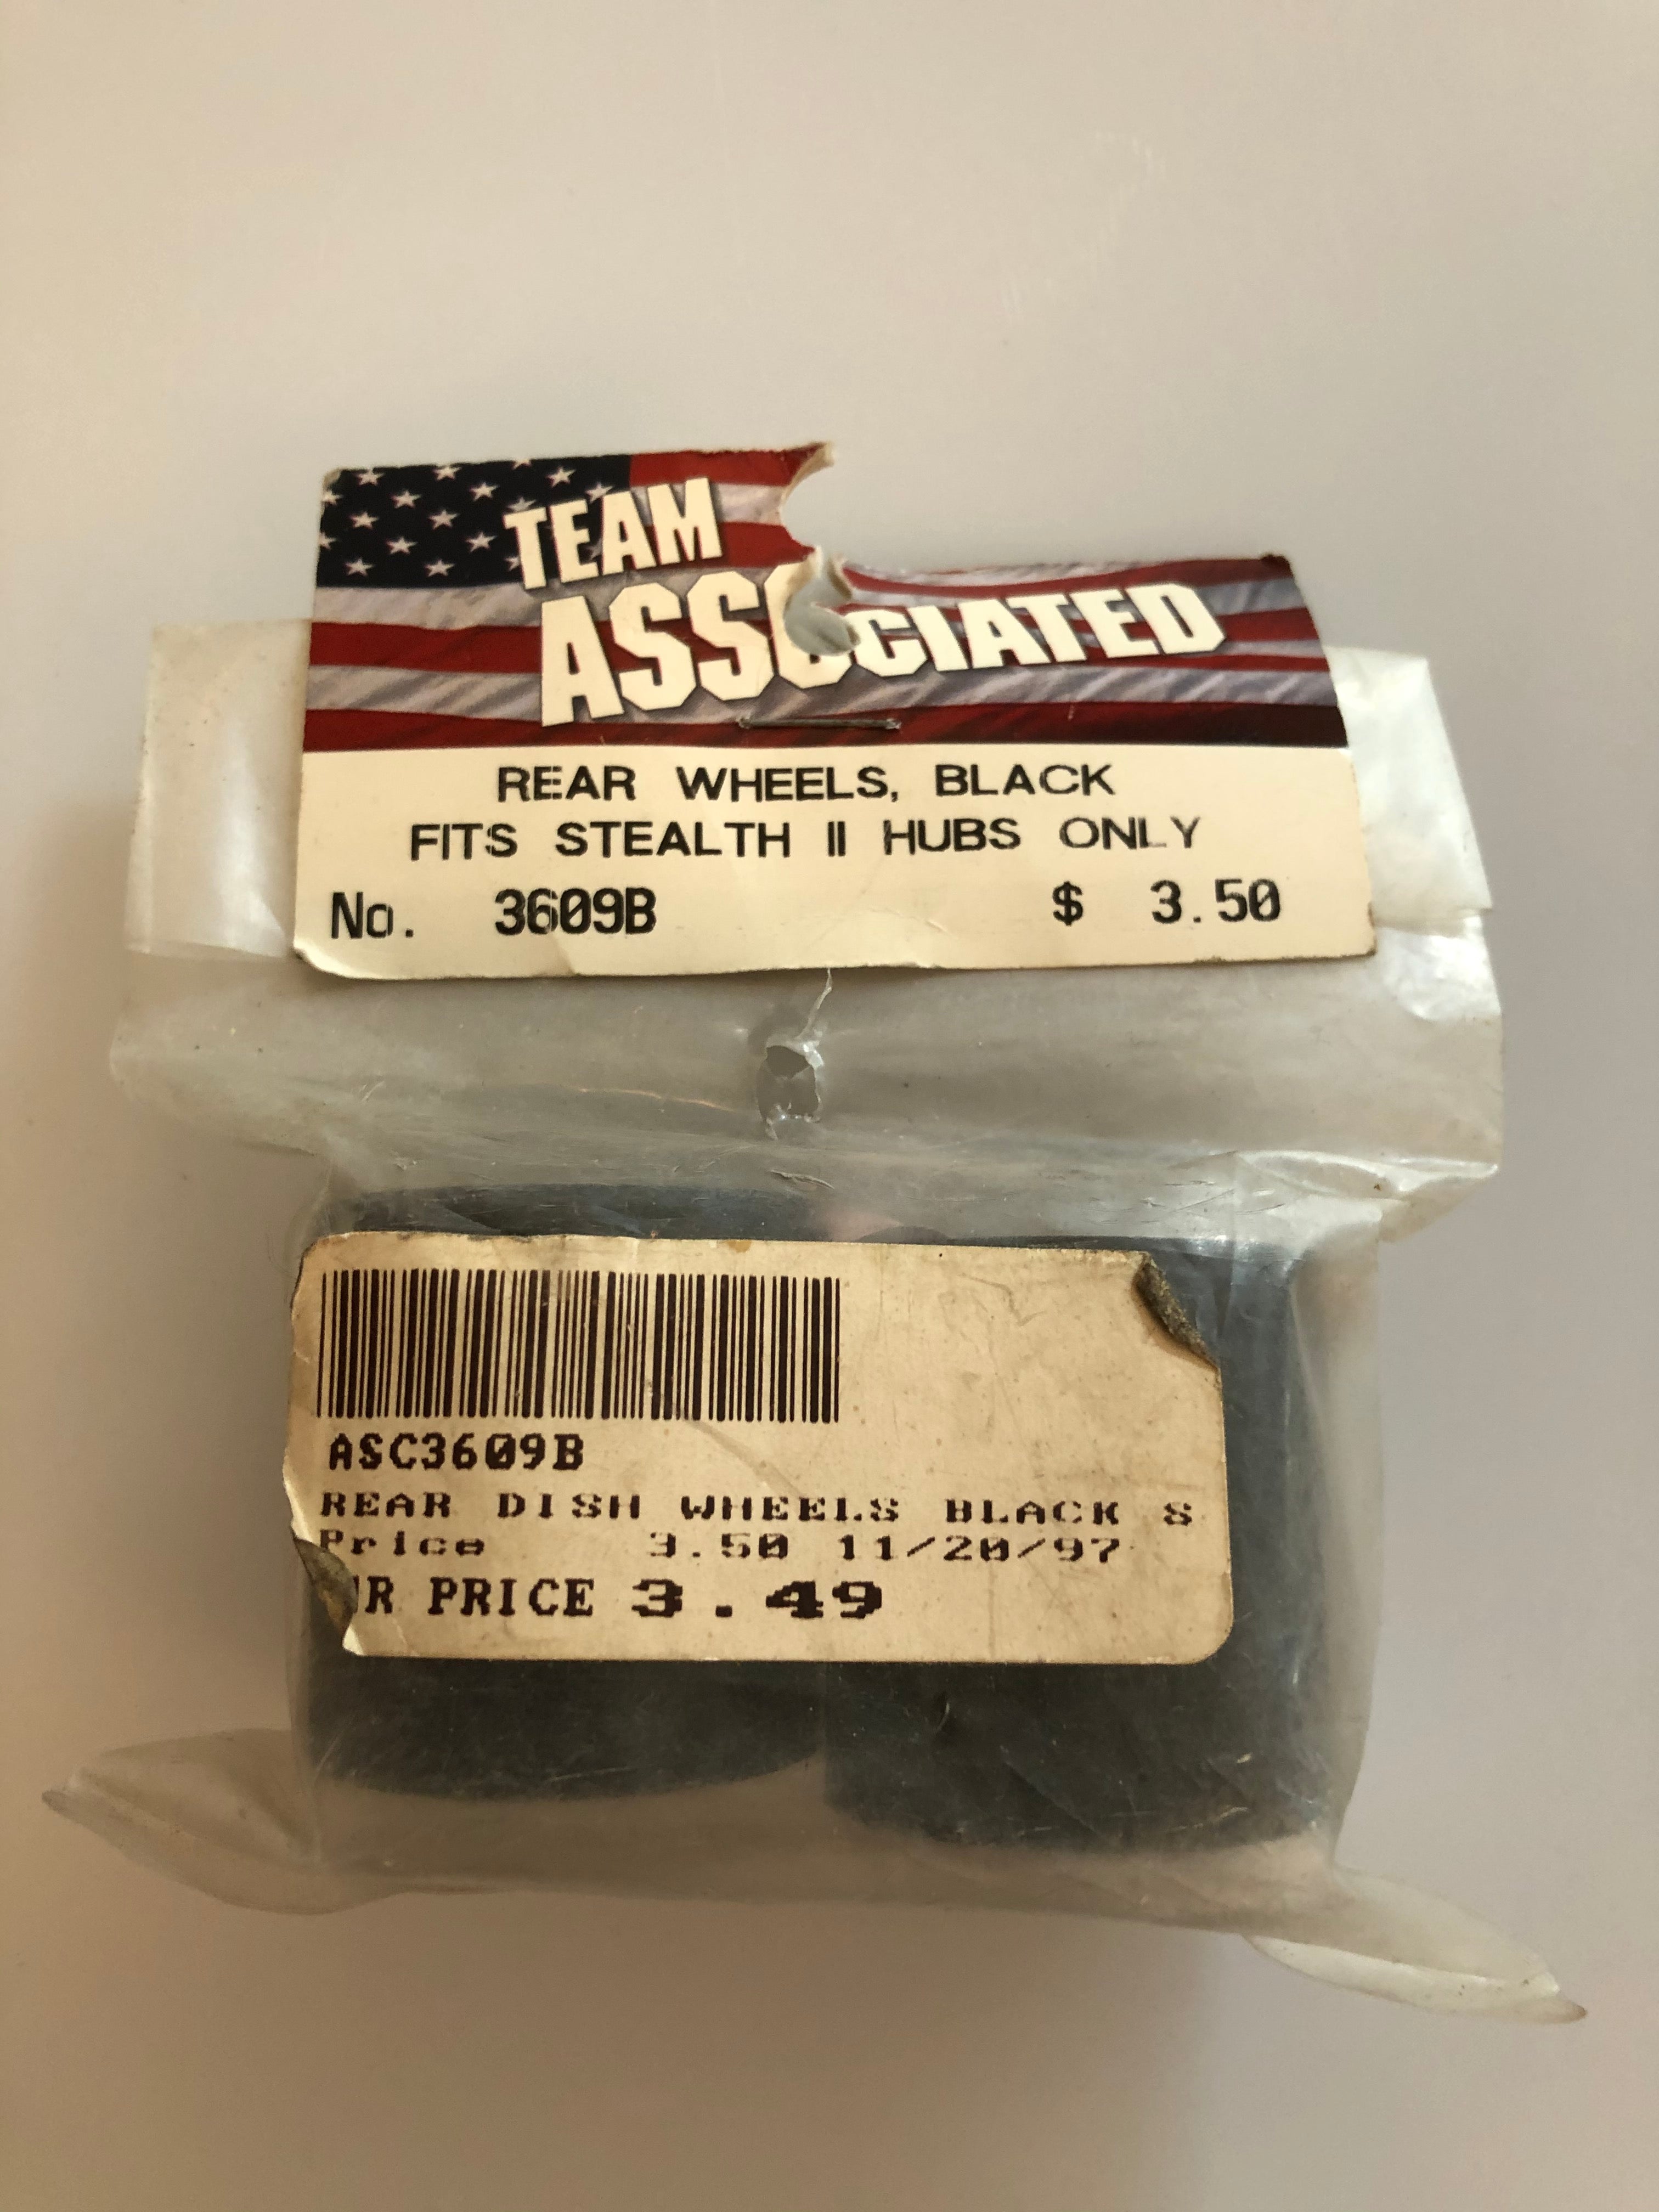 TEAM
ASSOCIATED
REAR WHEELS, BLACK
FITS STEALTH II HUBS ONLY
No. 3609B $ 3.50
ASC3609B
REAR DISH WHEELS BLACK S
Price 3.50 11/20/97
UR PRICE 3.49